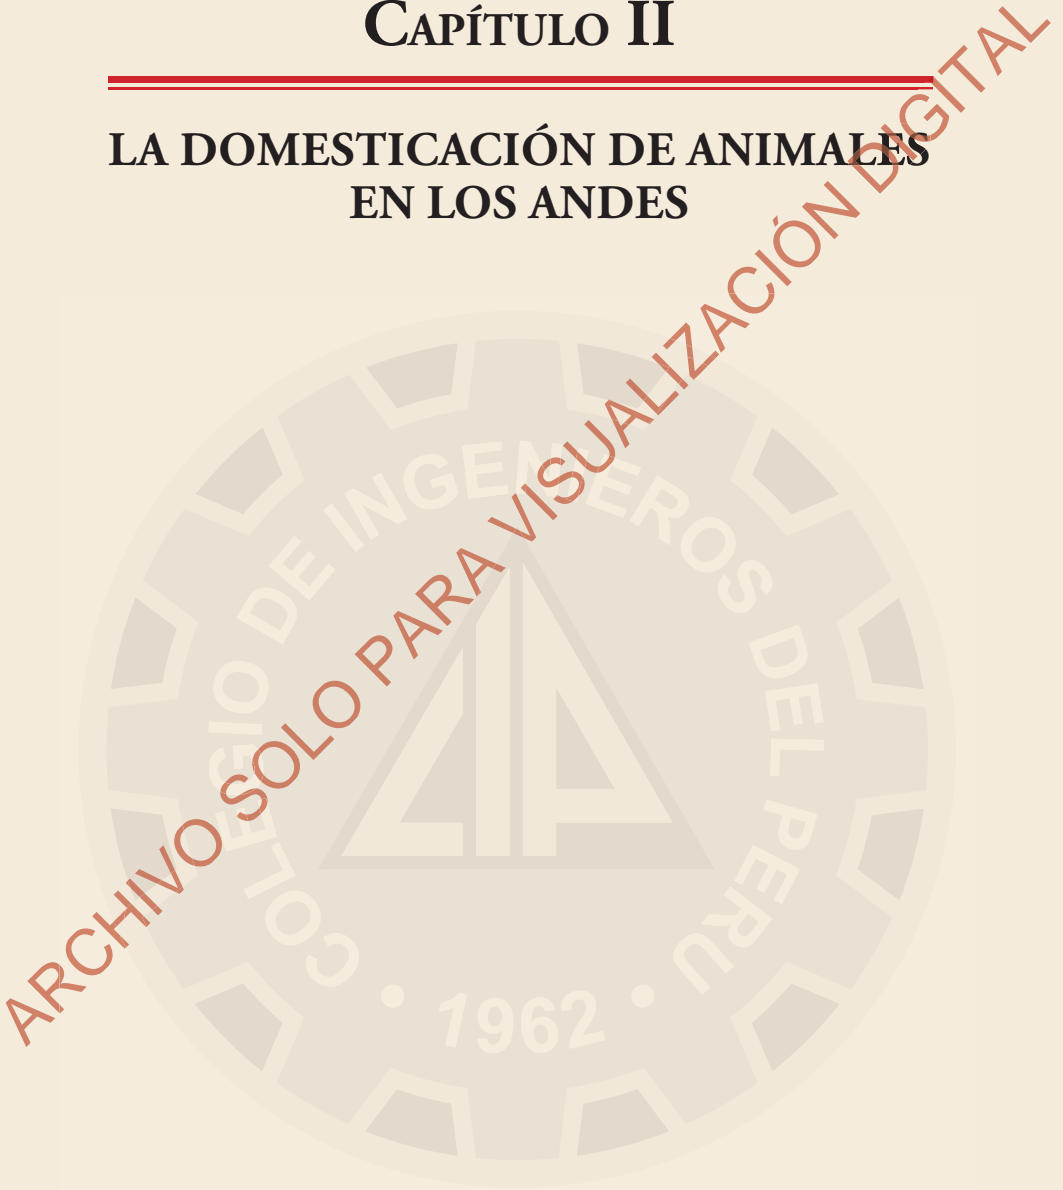 CAPÍTULO II
LA DOMESTICACIÓN DE ANIMALES
EN LOS ANDES
ARCHIVO SOLO PARA VISUALIZACIÓN DIGITAL
COLEGIO DE INGENIEROS DEL PERU
• 1962 •